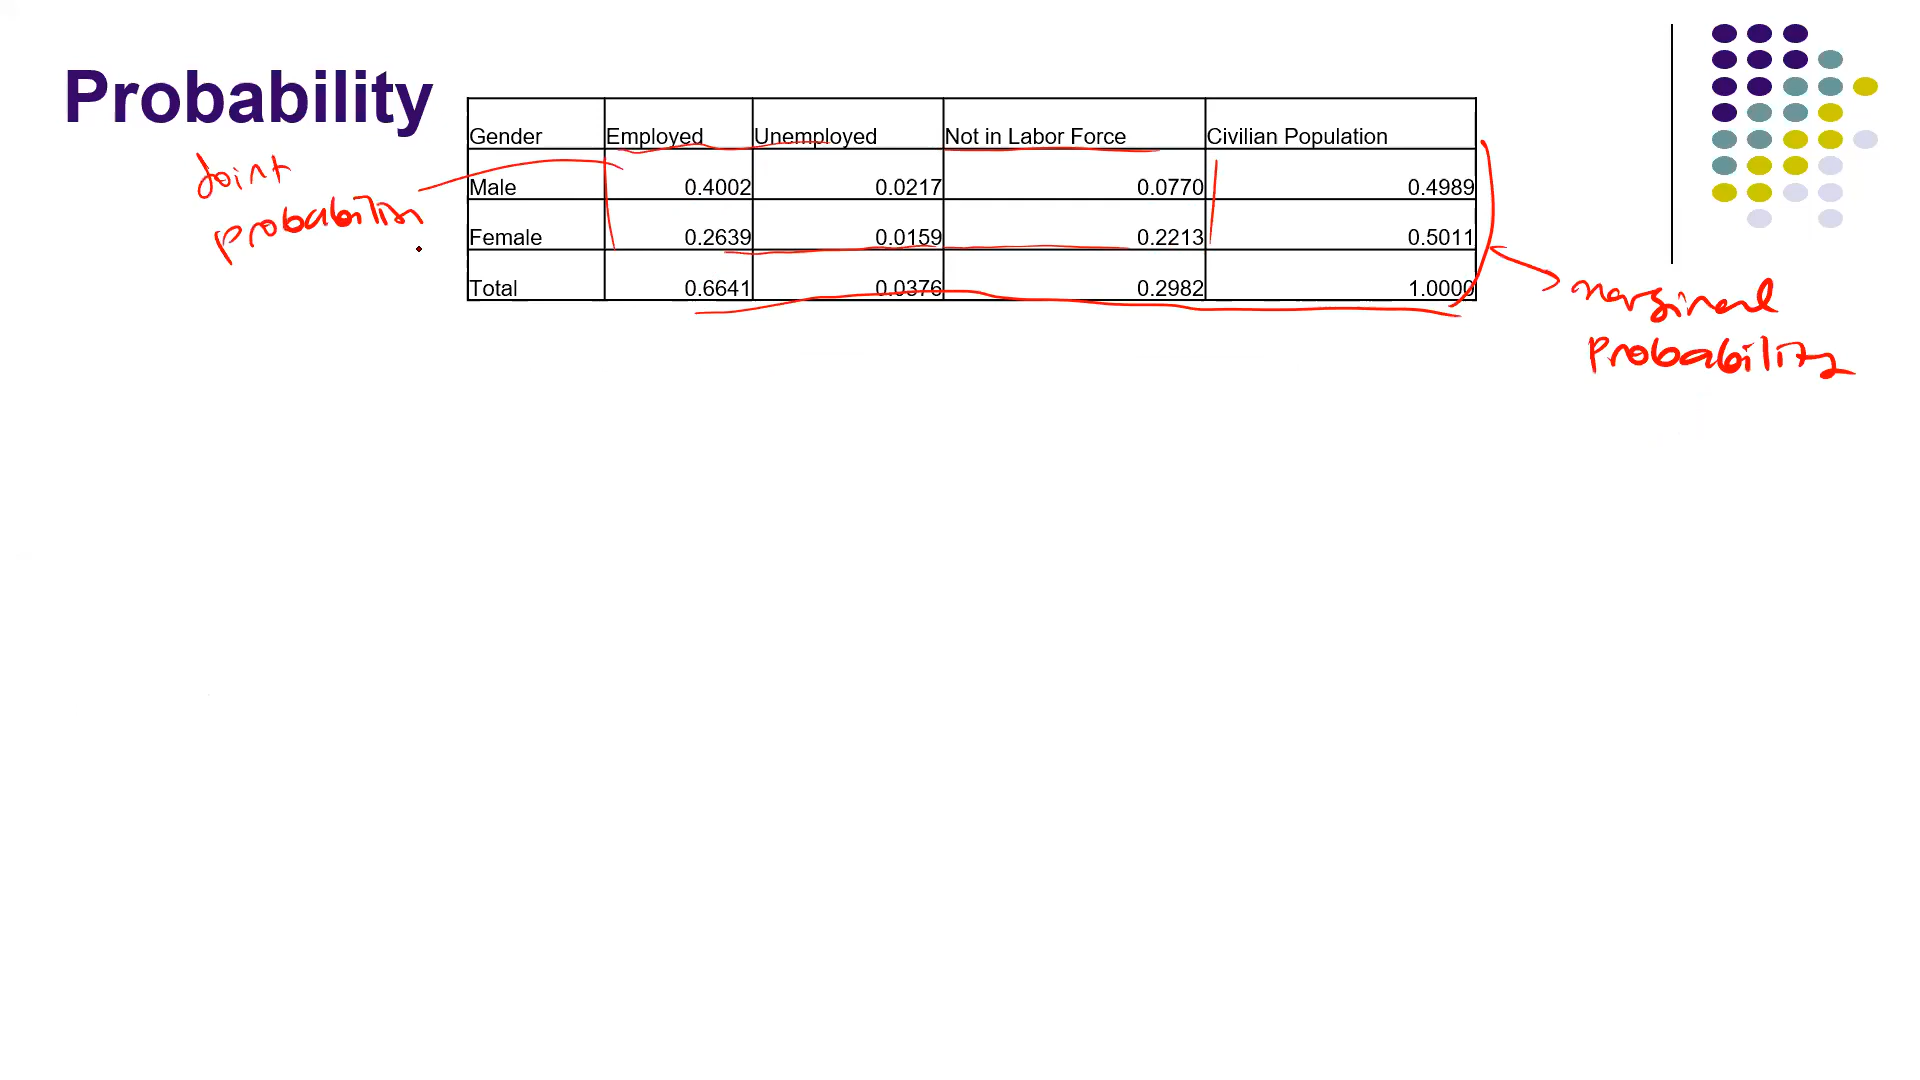 Probability
Gender Employed Unemployed Not in Labor Force Civilian Population
Male 0.4002 0.0217 0.0770 0.4989
Female 0.2639 0.0159 0.2213 0.5011
Total 0.6641 0.0376 0.2982 1.0000
Joint
probability
marginal
Probability